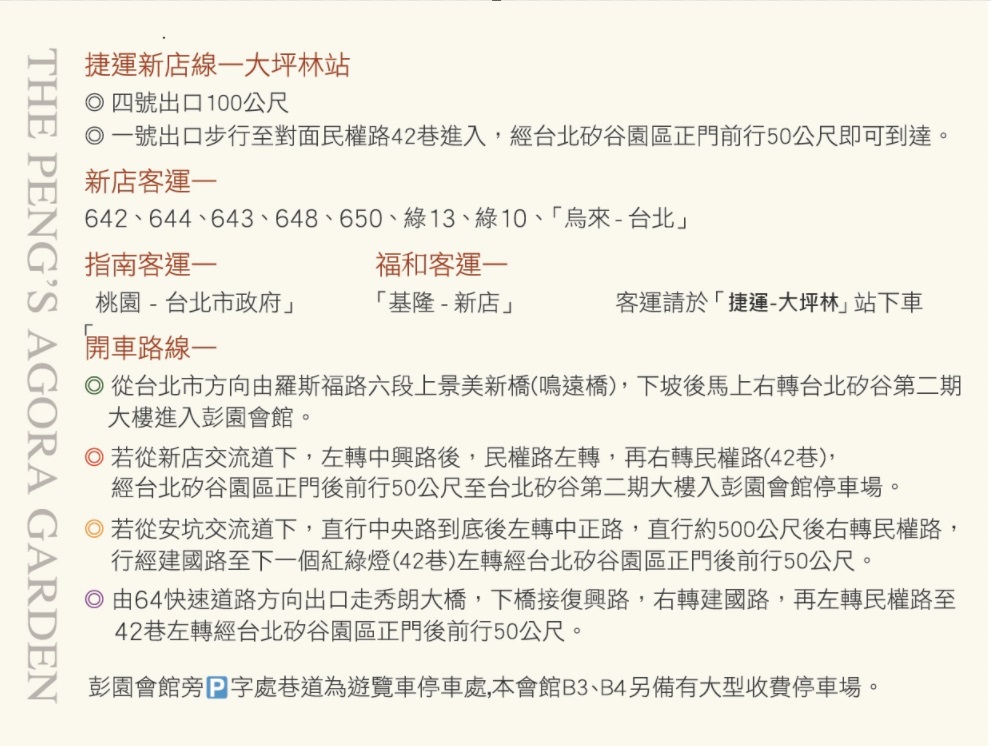 THE PENG'S AGORA GARDEN
捷運新店線一大坪林站
◎ 四號出口100公尺
◎ 一號出口步行至對面民權路42巷進入，經台北矽谷園區正門前行50公尺即可到達。
新店客運一
642、644、643、648、650、綠13、綠10、「烏來 - 台北」
指南客運一 福和客運一
「桃園 - 台北市政府」 「基隆 - 新店」 客運請於「捷運-大坪林」站下車
開車路線一
◎ 從台北市方向由羅斯福路六段上景美新橋(鳴遠橋)，下坡後馬上右轉台北矽谷第二期
大樓進入彭園會館。
◎ 若從新店交流道下，左轉中興路後，民權路左轉，再右轉民權路(42巷)，
經台北矽谷園區正門後前行50公尺至台北矽谷第二期大樓入彭園會館停車場。
◎ 若從安坑交流道下，直行中央路到底後左轉中正路，直行約500公尺後右轉民權路，
行經建國路至下一個紅綠燈(42巷)左轉經台北矽谷園區正門後前行50公尺。
◎ 由64快速道路方向出口走秀朗大橋，下橋接復興路，右轉建國路，再左轉民權路至
42巷左轉經台北矽谷園區正門後前行50公尺。
彭園會館旁P字處巷道為遊覽車停車處,本會館B3、B4另備有大型收費停車場。